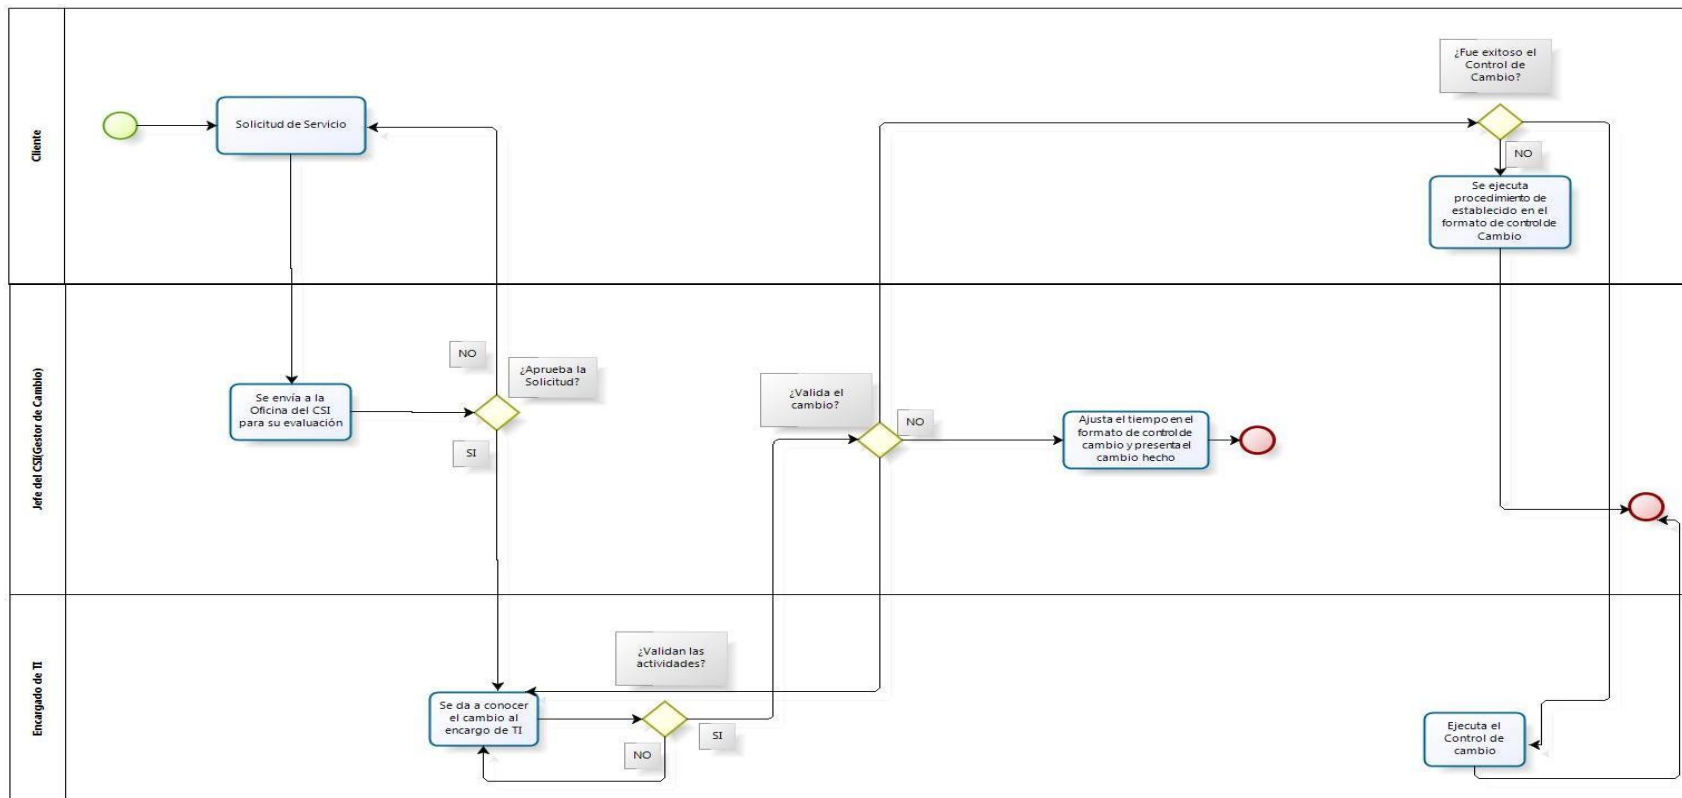 Cliente
Solicitud de Servicio
¿Fue exitoso el
Control de
Cambio?
NO
Se ejecuta
procedimiento de
establecido en el
formato de control de
Cambio
Jefe del CSI(Gestor de Cambio)
Se envía a la
Oficina del CSI
para su evaluación
NO
¿Aprueba la
Solicitud?
SI
¿Valida el
cambio?
NO
Ajusta el tiempo en el
formato de control de
cambio y presenta el
cambio hecho
Encargado de TI
Se da a conocer
el cambio al
encargo de TI
¿Validan las
actividades?
SI
NO
Ejecuta el
Control de
cambio